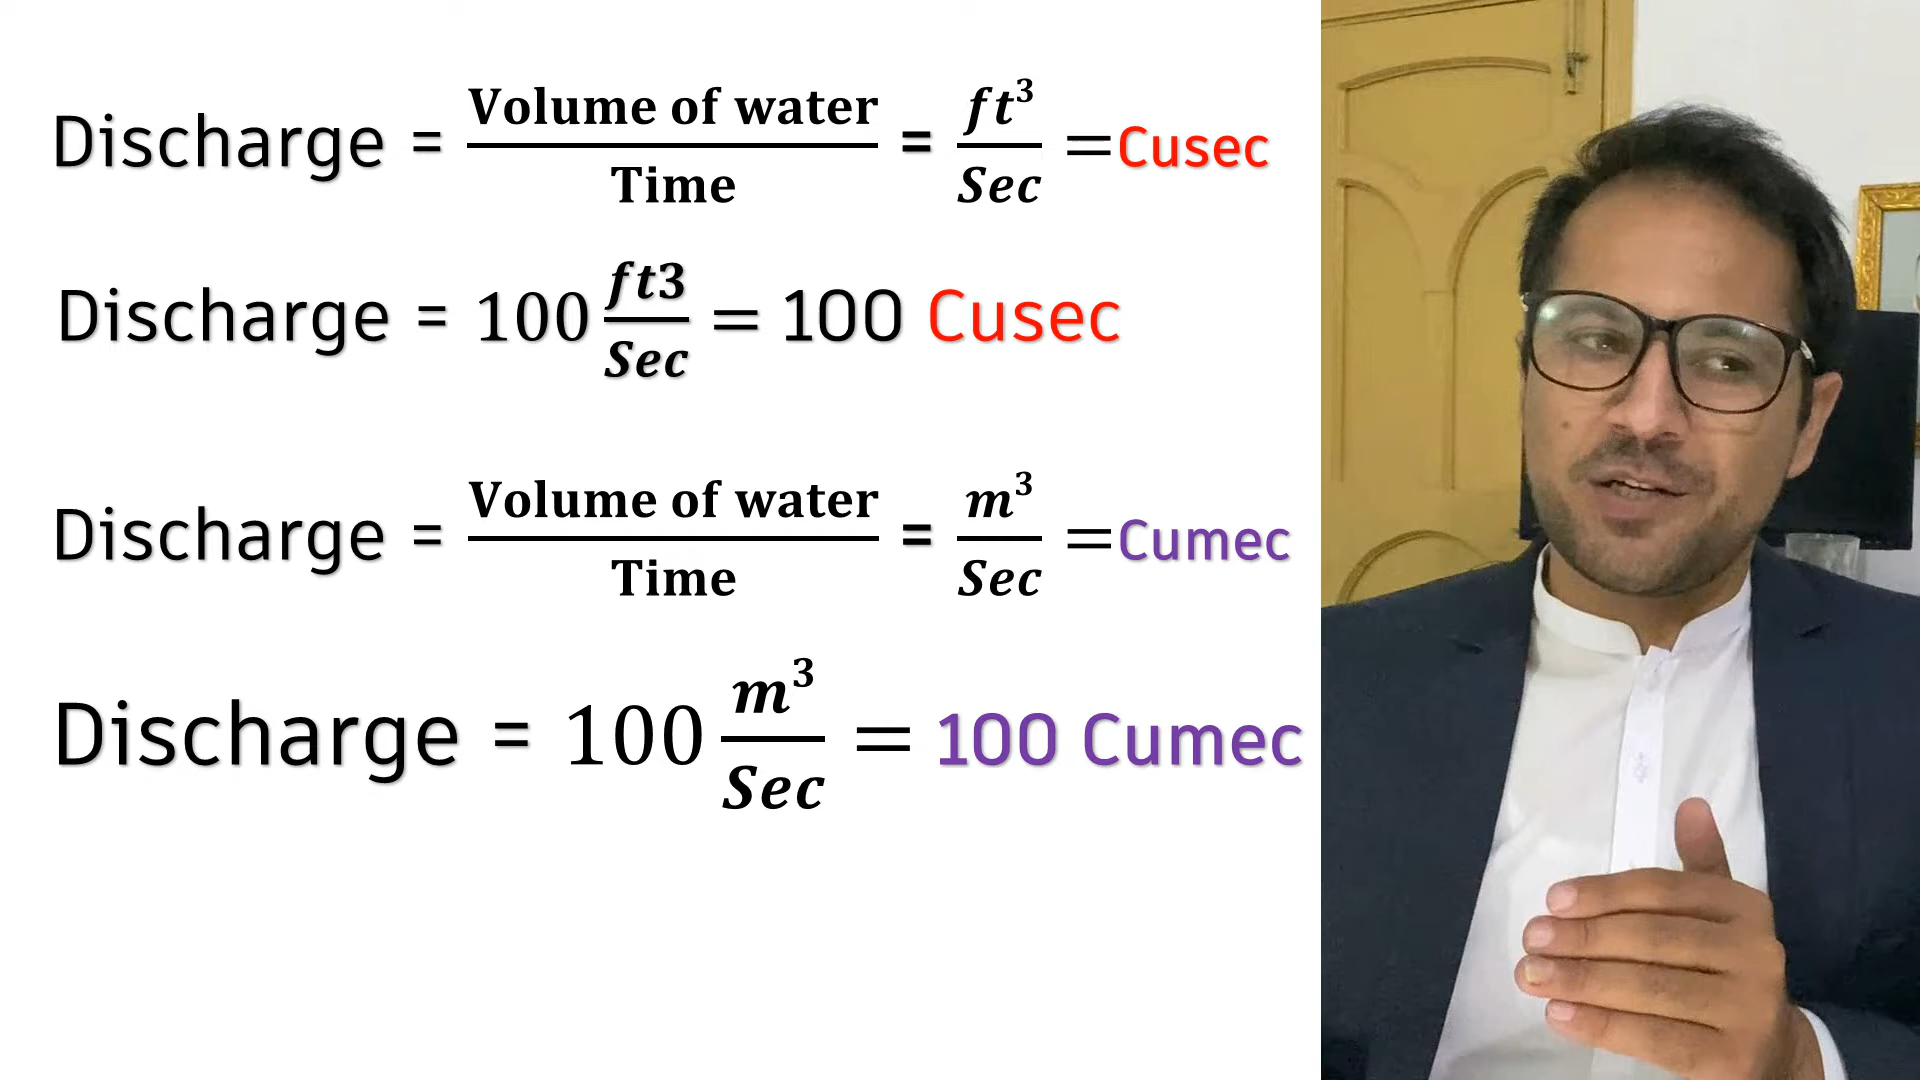 Discharge = Volume of water / Time = ft³ / Sec = Cusec
Discharge = 100 ft3 / Sec = 100 Cusec
Discharge = Volume of water / Time = m³ / Sec = Cumec
Discharge = 100 m³ / Sec = 100 Cumec